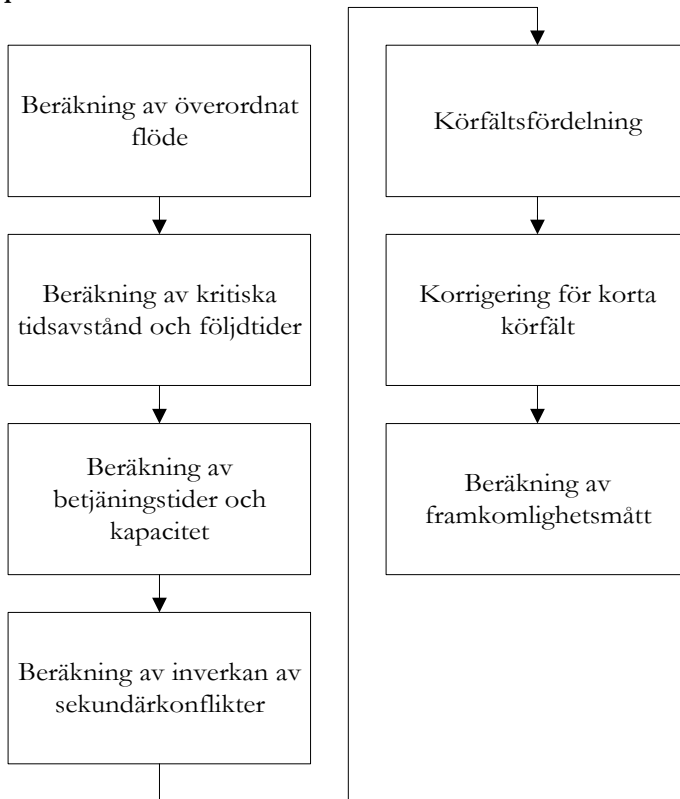 Beräkning av överordnat
flöde
Beräkning av kritiska
tidsavstånd och följdtider
Beräkning av
betjäningstider och
kapacitet
Beräkning av inverkan av
sekundärkonflikter
Körfältsfördelning
Korrigering för korta
körfält
Beräkning av
framkomlighetsmått